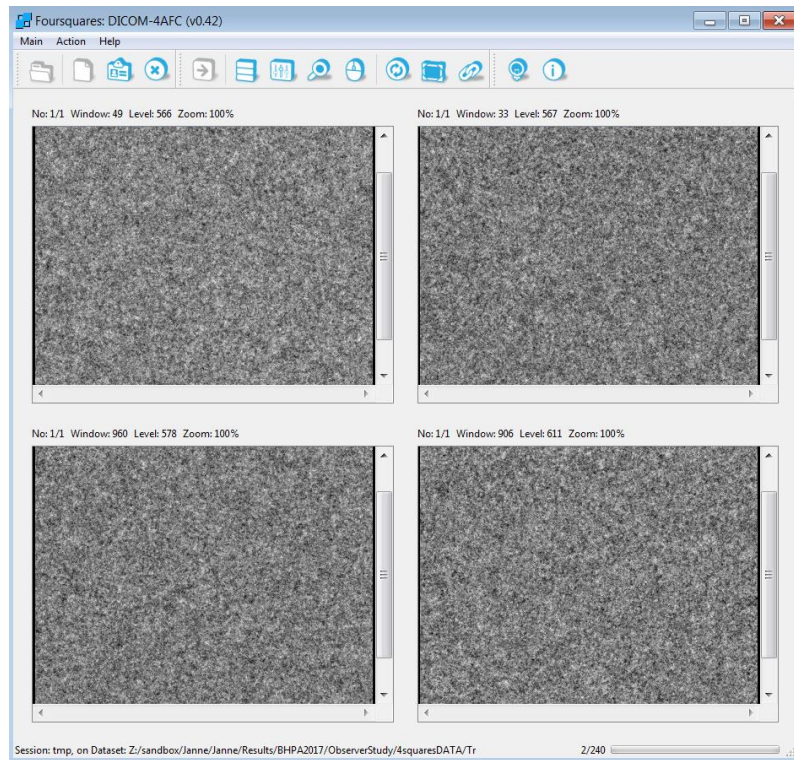 Foursquares: DICOM-4AFC (v0.42)
Main Action Help
No: 1/1 Window: 49 Level: 566 Zoom: 100%
No: 1/1 Window: 33 Level: 567 Zoom: 100%
No: 1/1 Window: 960 Level: 578 Zoom: 100%
No: 1/1 Window: 906 Level: 611 Zoom: 100%
Session: tmp, on Dataset: Z:/sandbox/Janne/Janne/Results/BHPA2017/ObserverStudy/4squaresDATA/Tr 2/240